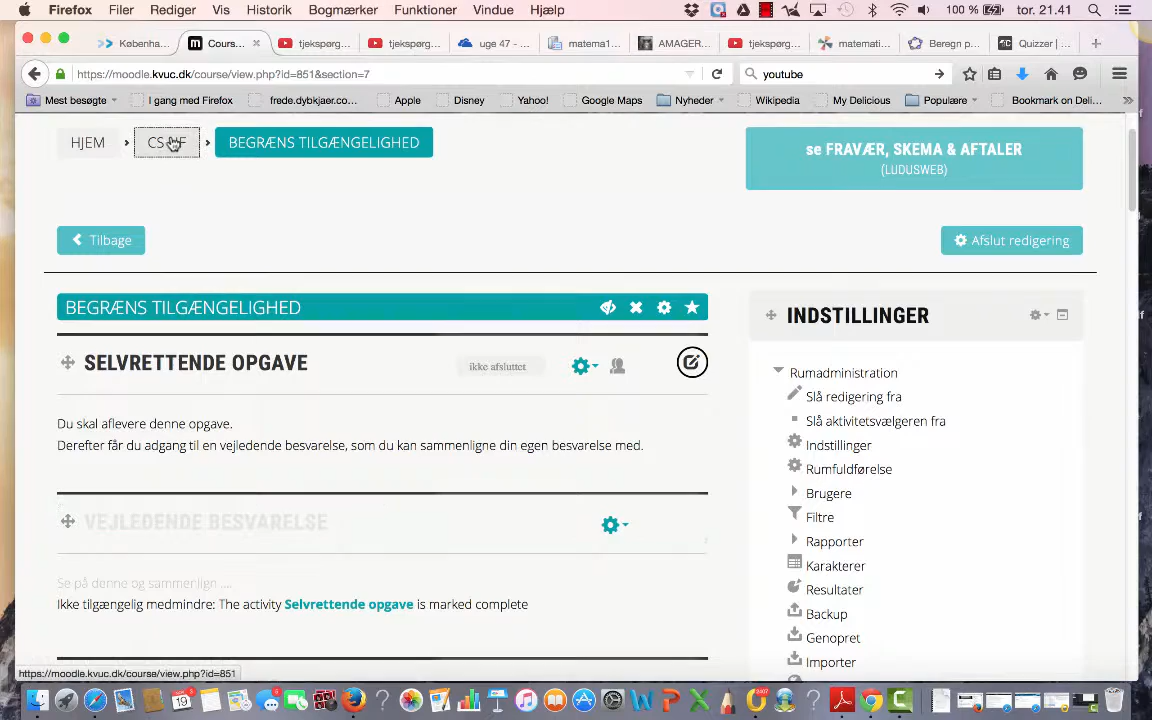 Firefox Filer Rediger Vis Historik Bogmærker Funktioner Vindue Hjælp 100 % tor. 21.41
Københa... Cours... tjekspørg... tjekspørg... uge 47 - ... matema1... AMAGER... tjekspørg... matemati... Beregn p... Quizzer | ...
https://moodle.kvuc.dk/course/view.php?id=851&section=7 youtube
Mest besøgte I gang med Firefox frede.dybkjaer.co... Apple Disney Yahoo! Google Maps Nyheder Wikipedia My Delicious Populære Bookmark on Deli...
HJEM BEGRÆNS TILGÆNGELIGHED
se FRAVÆR, SKEMA & AFTALER
(LUDUSWEB)
Tilbage Afslut redigering
BEGRÆNS TILGÆNGELIGHED
INDSTILLINGER
SELVRETTENDE OPGAVE ikke afsluttet
Rumadministration
Slå redigering fra
Du skal aflevere denne opgave.
Slå aktivitetsvælgeren fra
Derefter får du adgang til en vejledende besvarelse, som du kan sammenligne din egen besvarelse med.
Indstillinger
Rumfuldførelse
Brugere
VEJLEDENDE BESVARELSE
Filtre
Rapporter
Karakterer
Se på denne og sammenlign ....
Resultater
Ikke tilgængelig medmindre: The activity Selvrettende opgave is marked complete
Backup
Genopret
Importer
https://moodle.kvuc.dk/course/view.php?id=851